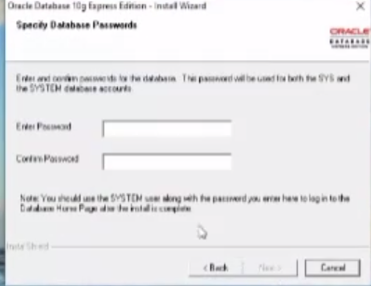 Oracle Database 10g Express Edition - Install Wizard
Specify Database Passwords
ORACLE
DATABASE
EXPRESS EDITION
Enter and confirm passwords for the database. This password will be used for both the SYS and
the SYSTEM database accounts.
Enter Password
Confirm Password
Note: You should use the SYSTEM user along with the password you enter here to log in to the
Database Home Page after the install is complete.
InstallShield
< Back
Next >
Cancel